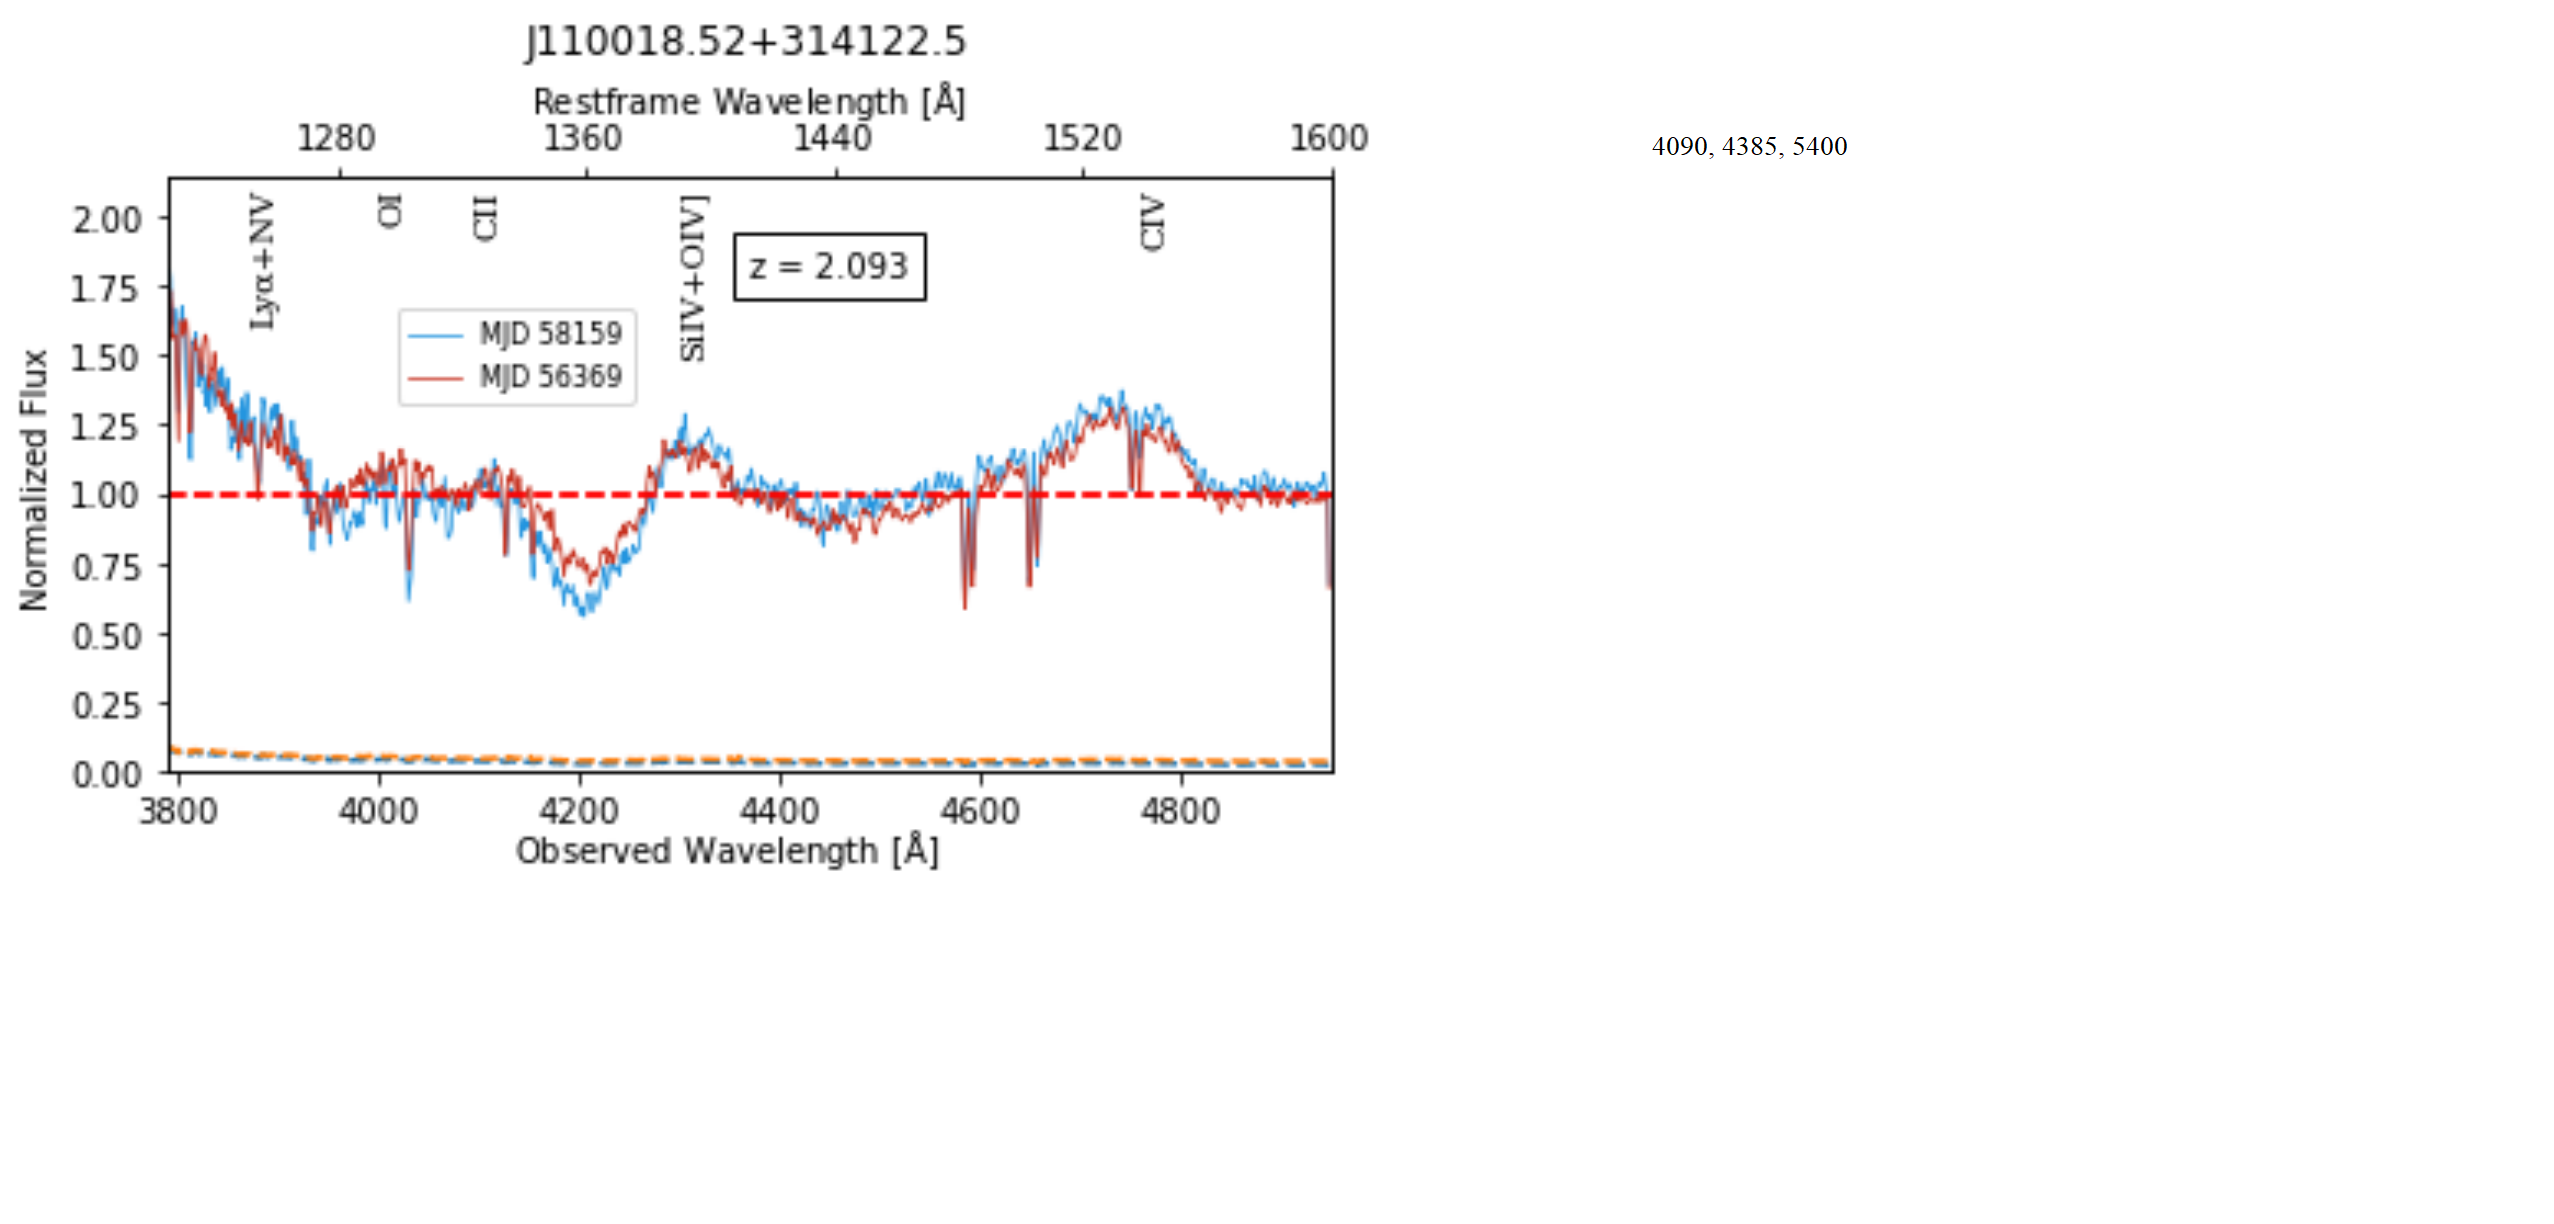 J110018.52+314122.5
Restframe Wavelength [Å]
1280 1360 1440 1520 1600
4090, 4385, 5400
Lyα+NV
OI
CII
SiIV+OIV]
CIV
z = 2.093
MJD 58159
MJD 56369
Normalized Flux
2.00
1.75
1.50
1.25
1.00
0.75
0.50
0.25
0.00
3800 4000 4200 4400 4600 4800
Observed Wavelength [Å]